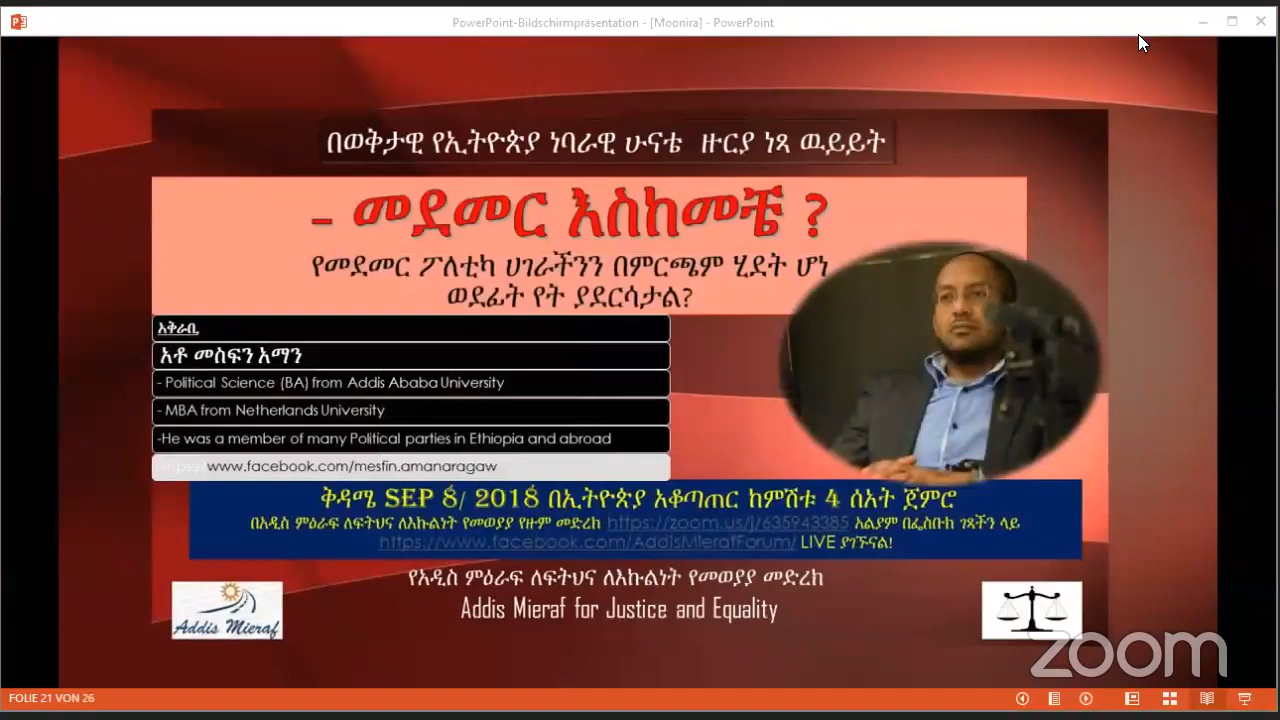 PowerPoint-Bildschirmpräsentation - [Moonira] - PowerPoint
በወቅታዊ የኢትዮጵያ ነባራዊ ሁናቴ ዙርያ ነጻ ዉይይት
- መደመር እስከመቼ ?
የመደመር ፖለቲካ ሀገራችንን በምርጫም ሂደት ሆነ
ወደፊት የት ያደርሳታል?
አቅራቢ
አቶ መስፍን አማን
- Political Science (BA) from Addis Ababa University
- MBA from Netherlands University
-He was a member of many Political parties in Ethiopia and abroad
www.facebook.com/mesfin.amanaragaw
ቅዳሜ SEP 8/ 2018 በኢትዮጵያ አቆጣጠር ከምሽቱ 4 ሰአት ጀምሮ
በአዲስ ምዕራፍ ለፍትህና ለእኩልነት የመወያያ የዙም መድረክ https://zoom.us/j/635943385 አልያም በፌስቡክ ገጻችን ላይ
https://www.facebook.com/AddisMierafForum/ LIVE ያገኙናል!
የአዲስ ምዕራፍ ለፍትህና ለእኩልነት የመወያያ መድረክ
Addis Mieraf for Justice and Equality
Addis Mieraf
zoom
FOLIE 21 VON 26